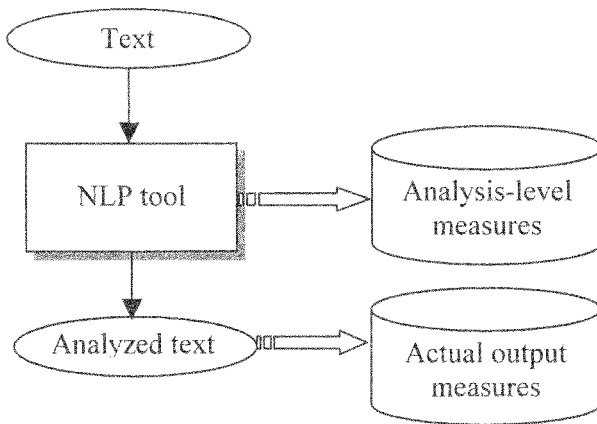 Text
NLP tool
Analysis-level
measures
Analyzed text
Actual output
measures